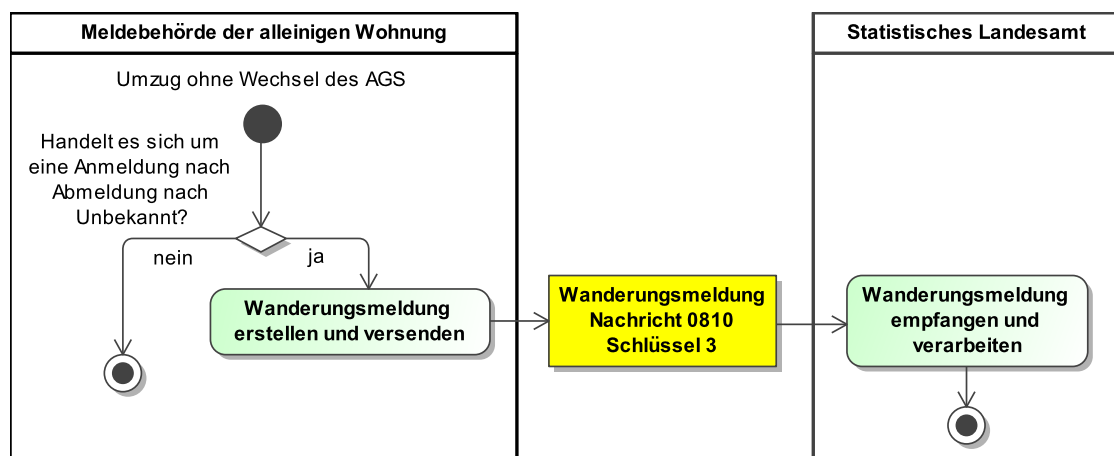 Meldebehörde der alleinigen Wohnung
Statistisches Landesamt
Umzug ohne Wechsel des AGS
Handelt es sich um
eine Anmeldung nach
Abmeldung nach
Unbekannt?
nein
ja
Wanderungsmeldung
erstellen und versenden
Wanderungsmeldung
Nachricht 0810
Schlüssel 3
Wanderungsmeldung
empfangen und
verarbeiten